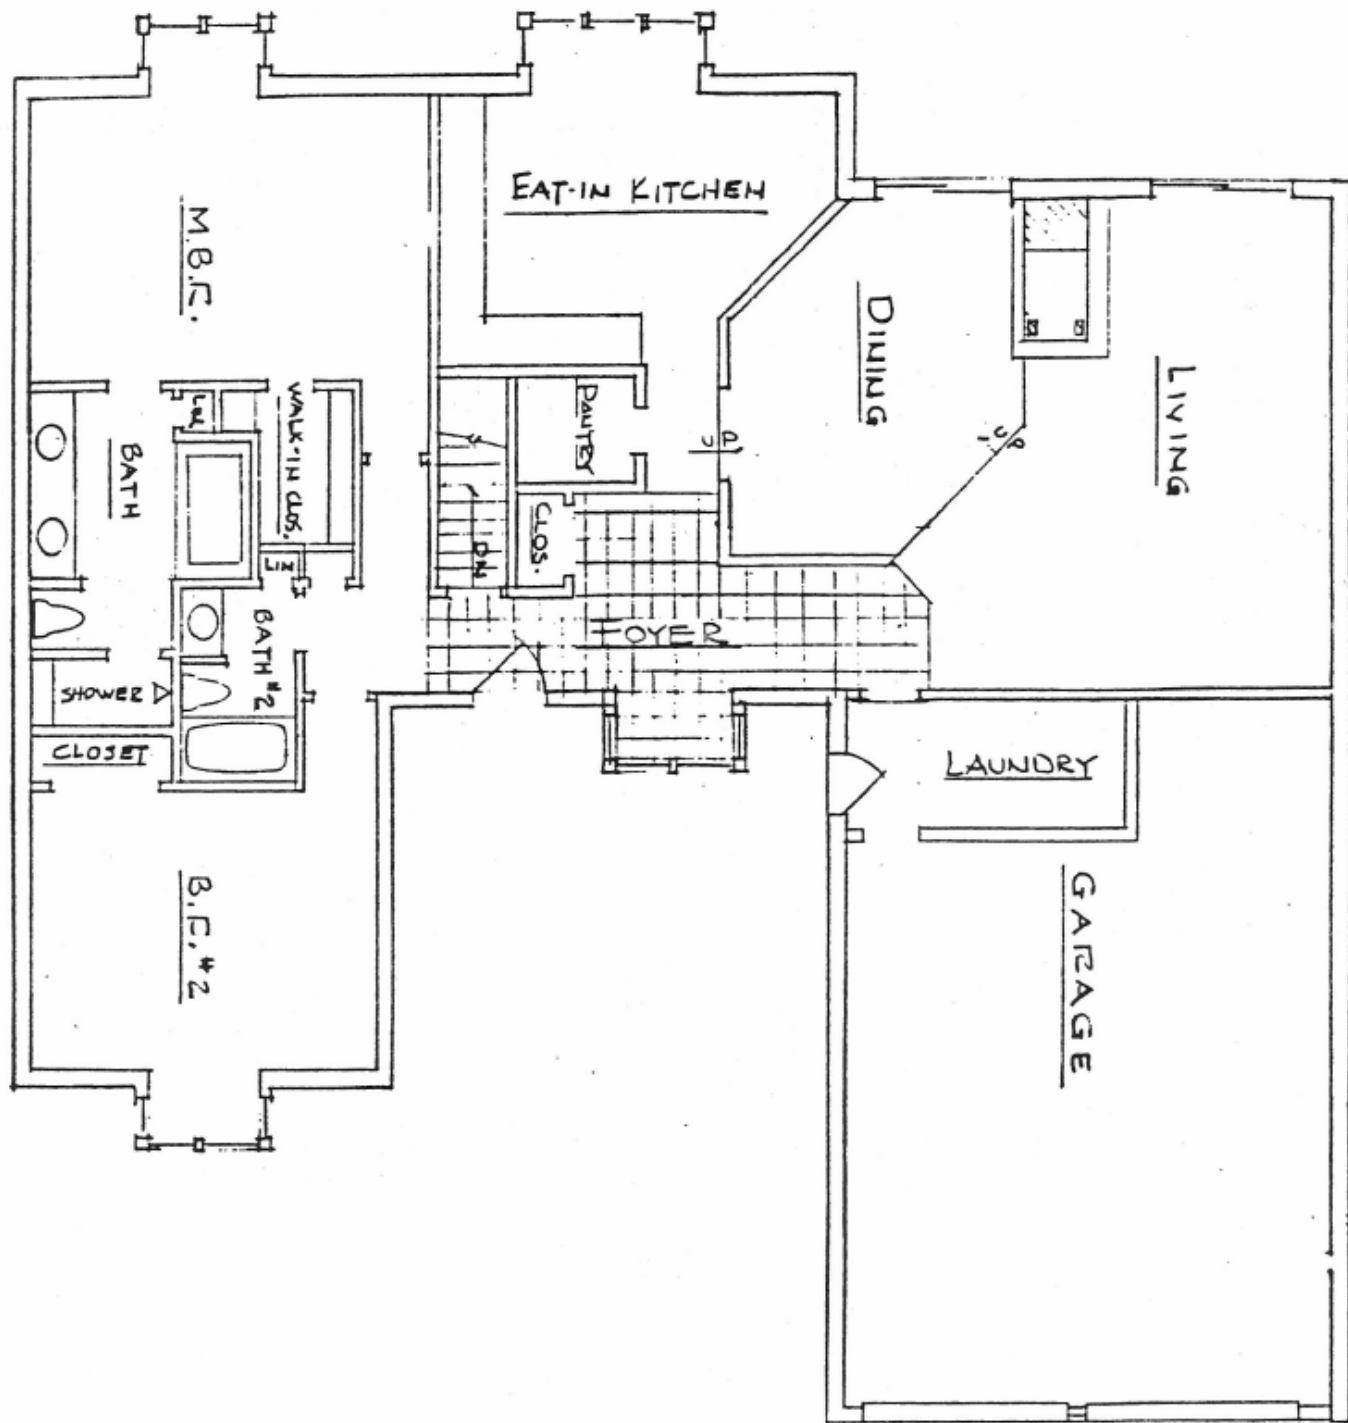 EAT-IN KITCHEN
M.B.R.
DINING
LIVING
LIN
WALK-IN CLOS.
PANTRY
UP
UP
BATH
CLOS.
DN
LIN
BATH #2
FOYER
SHOWER
CLOSET
LAUNDRY
B.R. #2
GARAGE